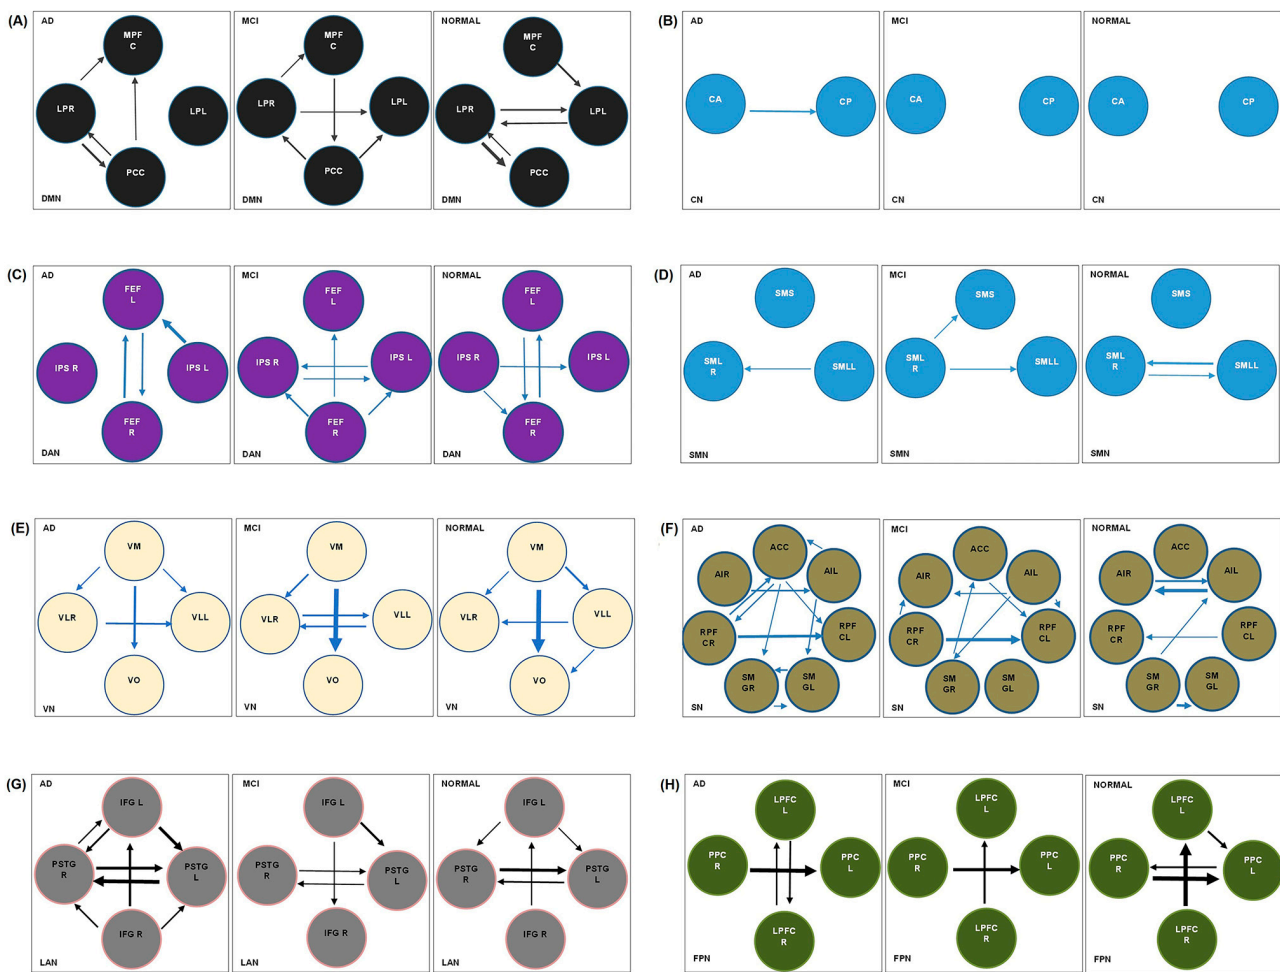 (A)
AD
MPF
C
LPR
LPL
PCC
DMN
MCI
MPF
C
LPR
LPL
PCC
DMN
NORMAL
MPF
C
LPR
LPL
PCC
DMN
(B)
AD
CA
CP
CN
MCI
CA
CP
CN
NORMAL
CA
CP
CN
(C)
AD
FEF
L
IPS R
IPS L
FEF
R
DAN
MCI
FEF
L
IPS R
IPS L
FEF
R
DAN
NORMAL
FEF
L
IPS R
IPS L
FEF
R
DAN
(D)
AD
SMS
SML
R
SMLL
SMN
MCI
SMS
SML
R
SMLL
SMN
NORMAL
SMS
SML
R
SMLL
SMN
(E)
AD
VM
VLR
VLL
VO
VN
MCI
VM
VLR
VLL
VO
VN
NORMAL
VM
VLR
VLL
VO
VN
(F)
AD
ACC
AIR
AIL
RPF
CR
RPF
CL
SM
GR
SM
GL
SN
MCI
ACC
AIR
AIL
RPF
CR
RPF
CL
SM
GR
SM
GL
SN
NORMAL
ACC
AIR
AIL
RPF
CR
RPF
CL
SM
GR
SM
GL
SN
(G)
AD
IFG L
PSTG
R
PSTG
L
IFG R
LAN
MCI
IFG L
PSTG
R
PSTG
L
IFG R
LAN
NORMAL
IFG L
PSTG
R
PSTG
L
IFG R
LAN
(H)
AD
LPFC
L
PPC
R
PPC
L
LPFC
R
FPN
MCI
LPFC
L
PPC
R
PPC
L
LPFC
R
FPN
NORMAL
LPFC
L
PPC
R
PPC
L
LPFC
R
FPN